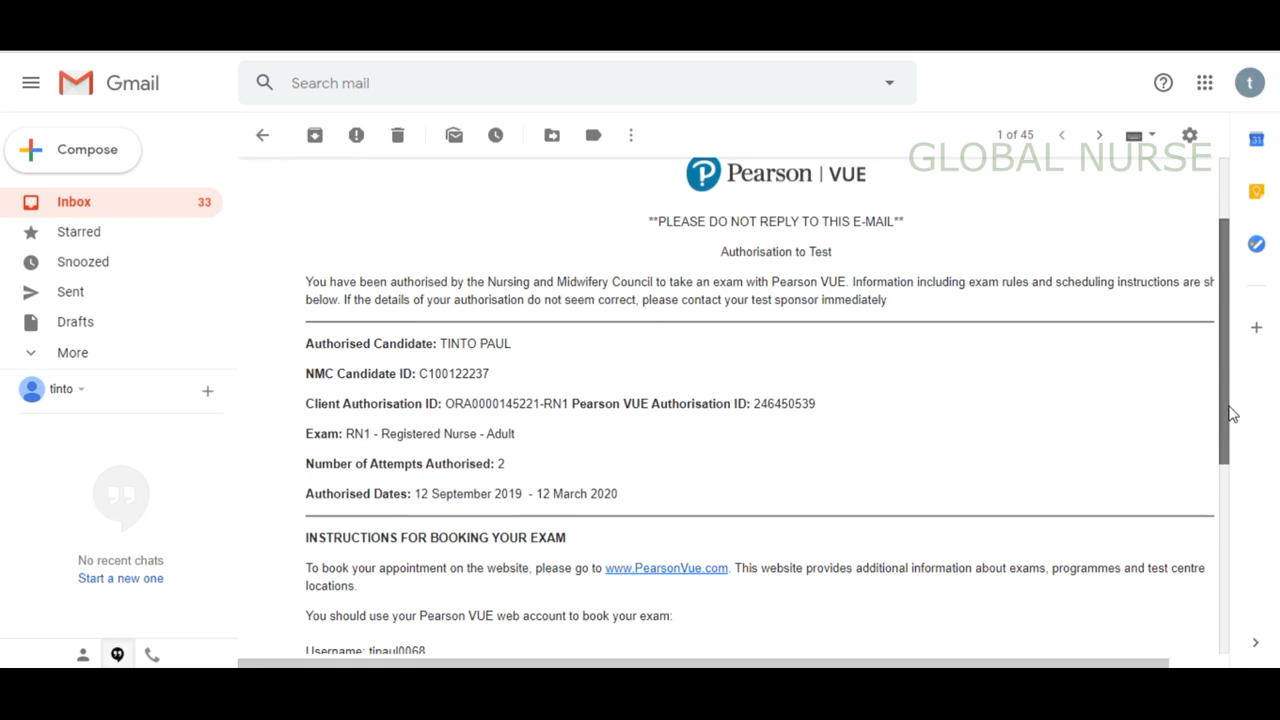 Gmail
Search mail
Compose
1 of 45
GLOBAL NURSE
Inbox 33
Starred
Snoozed
Sent
Drafts
More
tinto
No recent chats
Start a new one
Pearson | VUE
**PLEASE DO NOT REPLY TO THIS E-MAIL**
Authorisation to Test
You have been authorised by the Nursing and Midwifery Council to take an exam with Pearson VUE. Information including exam rules and scheduling instructions are sh
below. If the details of your authorisation do not seem correct, please contact your test sponsor immediately
Authorised Candidate: TINTO PAUL
NMC Candidate ID: C100122237
Client Authorisation ID: ORA0000145221-RN1 Pearson VUE Authorisation ID: 246450539
Exam: RN1 - Registered Nurse - Adult
Number of Attempts Authorised: 2
Authorised Dates: 12 September 2019 - 12 March 2020
INSTRUCTIONS FOR BOOKING YOUR EXAM
To book your appointment on the website, please go to www.PearsonVue.com. This website provides additional information about exams, programmes and test centre
locations.
You should use your Pearson VUE web account to book your exam:
Username: tipaul0068
t
31